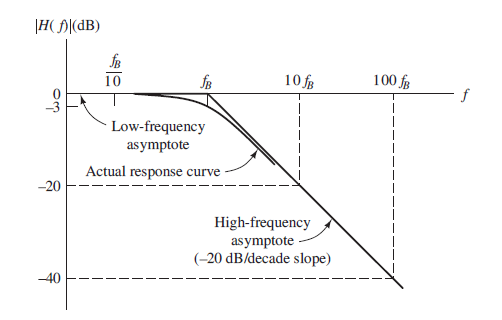 |H( f)|(dB)
f_B
10
f_B
10 f_B
100 f_B
f
0
–3
Low-frequency
asymptote
Actual response curve
–20
High-frequency
asymptote
(–20 dB/decade slope)
–40